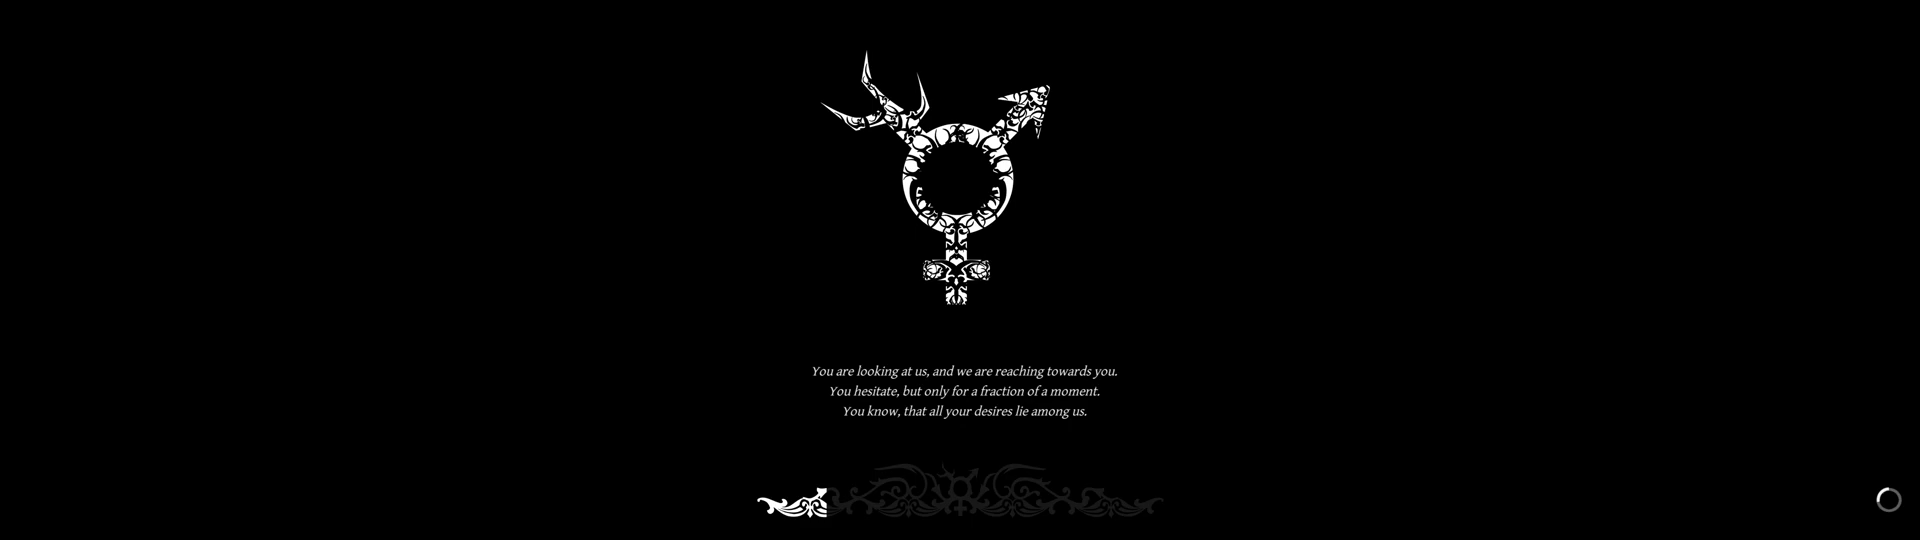 You are looking at us, and we are reaching towards you.
You hesitate, but only for a fraction of a moment.
You know, that all your desires lie among us.